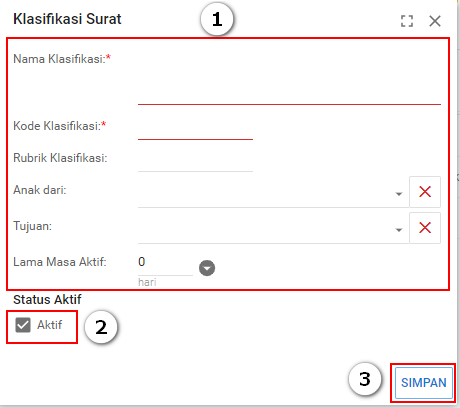 Klasifikasi Surat
1
Nama Klasifikasi:*
Kode Klasifikasi:*
Rubrik Klasifikasi:
Anak dari:
Tujuan:
Lama Masa Aktif: 0
hari
Status Aktif
Aktif
2
3
SIMPAN